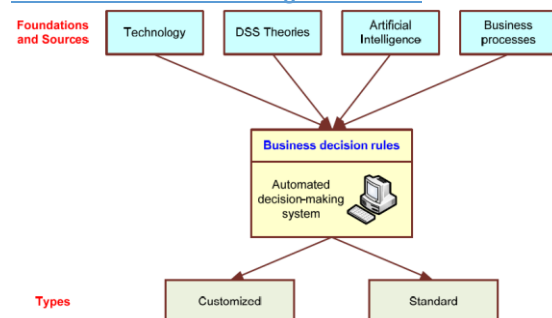 Foundations
and Sources
Technology
DSS Theories
Artificial
Intelligence
Business
processes
Business decision rules
Automated
decision-making
system
Types
Customized
Standard